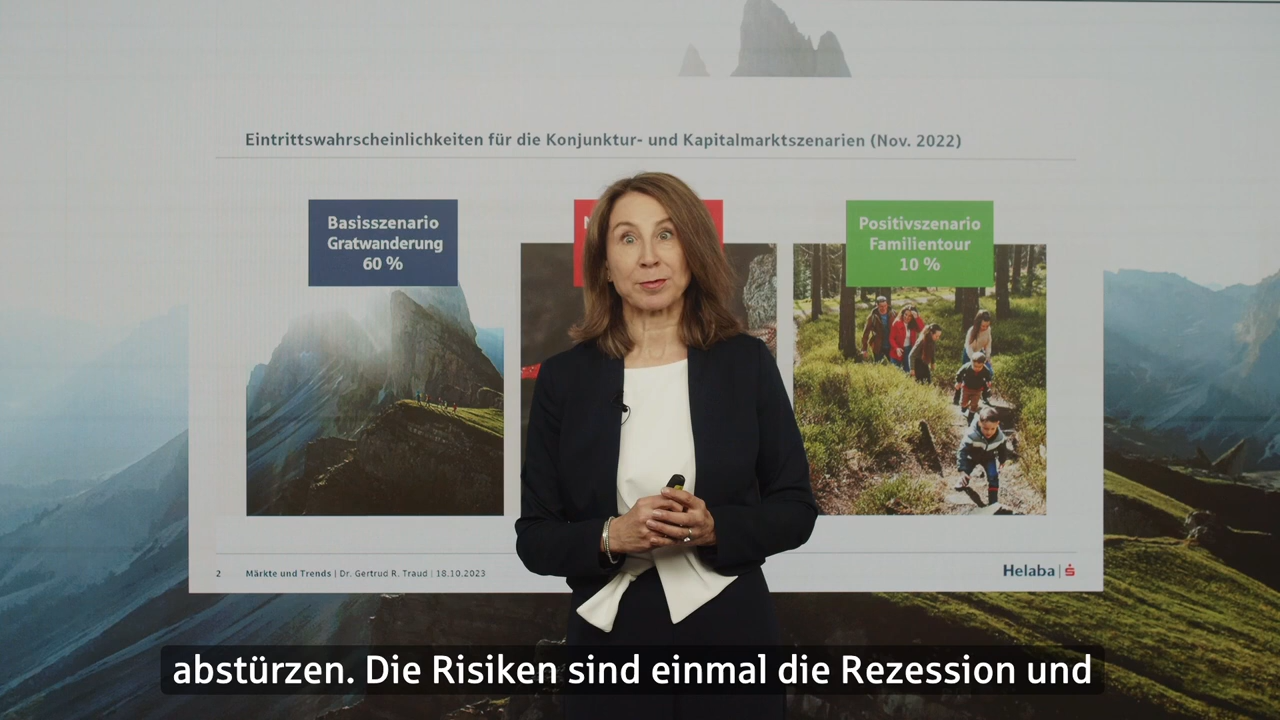 Eintrittswahrscheinlichkeiten für die Konjunktur- und Kapitalmarktszenarien (Nov. 2022)
Basisszenario
Gratwanderung
60 %
Positivszenario
Familientour
10 %
2 Märkte und Trends | Dr. Gertrud R. Traud | 18.10.2023
Helaba
abstürzen. Die Risiken sind einmal die Rezession und